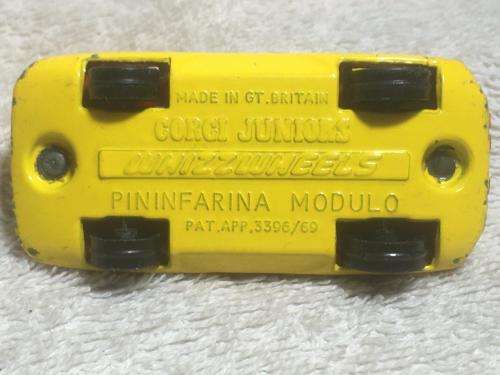 MADE IN GT. BRITAIN
CORGI JUNIORS
WHIZZWHEELS
PININFARINA MODULO
PAT. APP. 3396/69